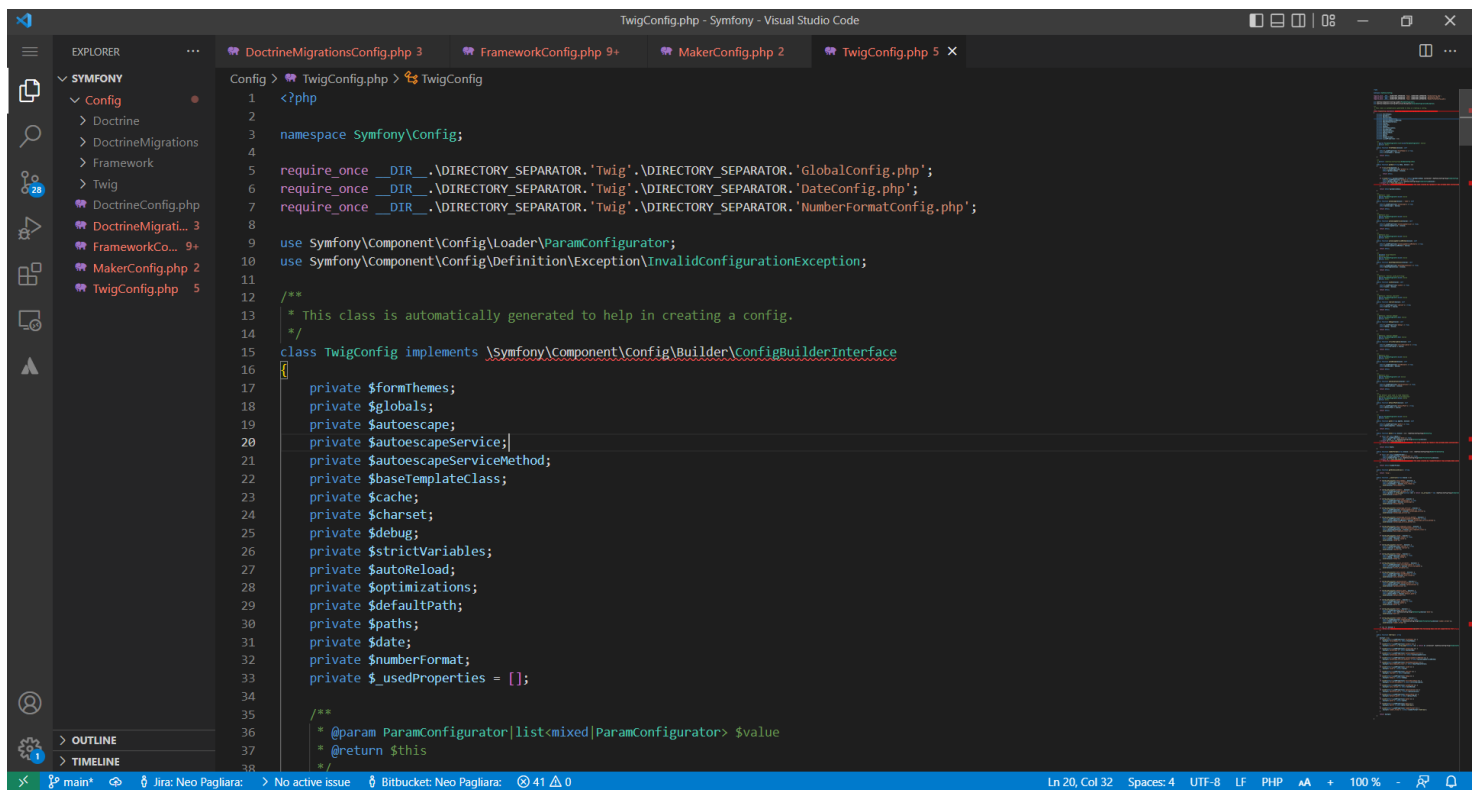 TwigConfig.php - Symfony - Visual Studio Code
EXPLORER
DoctrineMigrationsConfig.php 3
FrameworkConfig.php 9+
MakerConfig.php 2
TwigConfig.php 5
SYMFONY
Config
Doctrine
DoctrineMigrations
Framework
Twig
DoctrineConfig.php
DoctrineMigrati... 3
FrameworkCo... 9+
MakerConfig.php 2
TwigConfig.php 5
28
1
OUTLINE
TIMELINE
Config > TwigConfig.php > TwigConfig
1 <?php
2
3 namespace Symfony\Config;
4
5 require_once __DIR__.\DIRECTORY_SEPARATOR.'Twig'.\DIRECTORY_SEPARATOR.'GlobalConfig.php';
6 require_once __DIR__.\DIRECTORY_SEPARATOR.'Twig'.\DIRECTORY_SEPARATOR.'DateConfig.php';
7 require_once __DIR__.\DIRECTORY_SEPARATOR.'Twig'.\DIRECTORY_SEPARATOR.'NumberFormatConfig.php';
8
9 use Symfony\Component\Config\Loader\ParamConfigurator;
10 use Symfony\Component\Config\Definition\Exception\InvalidConfigurationException;
11
12 /**
13 * This class is automatically generated to help in creating a config.
14 */
15 class TwigConfig implements \Symfony\Component\Config\Builder\ConfigBuilderInterface
16 {
17 private $formThemes;
18 private $globals;
19 private $autoescape;
20 private $autoescapeService;
21 private $autoescapeServiceMethod;
22 private $baseTemplateClass;
23 private $cache;
24 private $charset;
25 private $debug;
26 private $strictVariables;
27 private $autoReload;
28 private $optimizations;
29 private $defaultPath;
30 private $paths;
31 private $date;
32 private $numberFormat;
33 private $_usedProperties = [];
34
35 /**
36 * @param ParamConfigurator|list<mixed|ParamConfigurator> $value
37 * @return $this
38 */
main* Jira: Neo Pagliara: > No active issue Bitbucket: Neo Pagliara: 41 0 Ln 20, Col 32 Spaces: 4 UTF-8 LF PHP AA + 100 % -